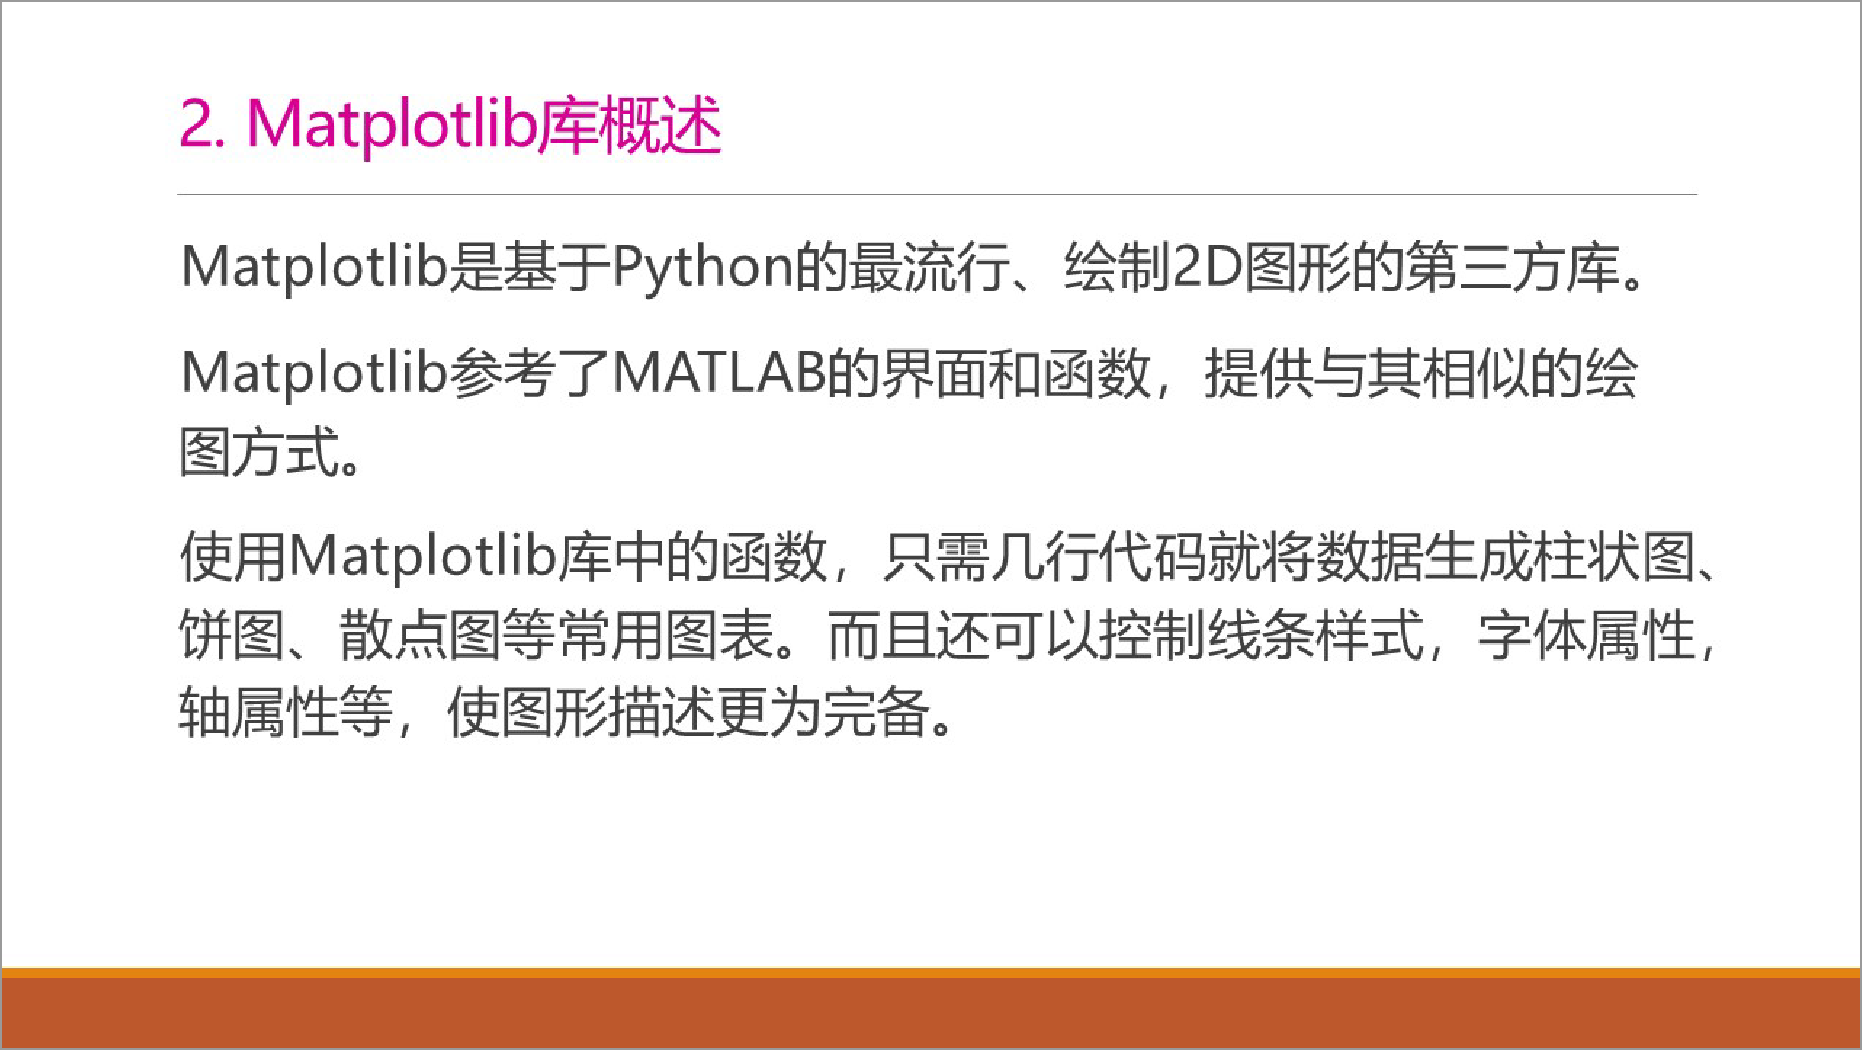 2. Matplotlib库概述
Matplotlib是基于Python的最流行、绘制2D图形的第三方库。
Matplotlib参考了MATLAB的界面和函数，提供与其相似的绘
图方式。
使用Matplotlib库中的函数，只需几行代码就将数据生成柱状图、
饼图、散点图等常用图表。而且还可以控制线条样式，字体属性，
轴属性等，使图形描述更为完备。